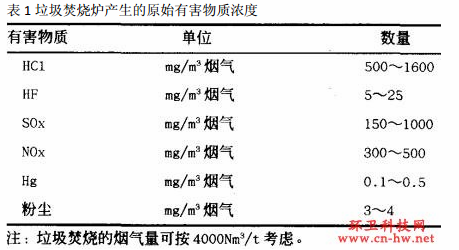 表1垃圾焚烧炉产生的原始有害物质浓度
有害物质 单位 数量
HCl mg/m³烟气 500～1600
HF mg/m³烟气 5～25
SOx mg/m³烟气 150～1000
NOx mg/m³烟气 300～500
Hg mg/m³烟气 0.1～0.5
粉尘 mg/m³烟气 3～4
注：垃圾焚烧的烟气量可按4000Nm³/t考虑。
环卫科技网
www.cn-hw.net